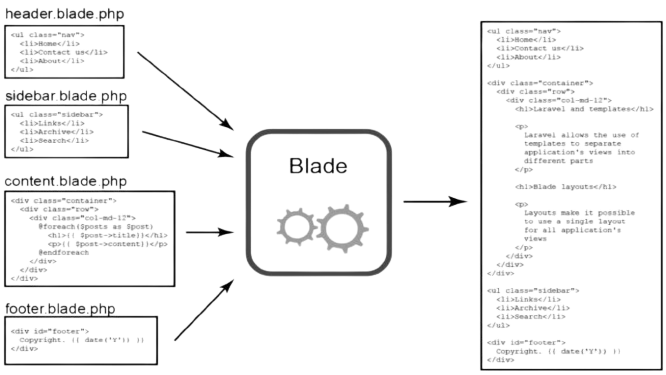 header.blade.php
<ul class="nav">
<li>Home</li>
<li>Contact us</li>
<li>About</li>
</ul>
sidebar.blade.php
<ul class="sidebar">
<li>Links</li>
<li>Archive</li>
<li>Search</li>
</ul>
content.blade.php
<div class="container">
<div class="row">
<div class="col-md-12">
@foreach($posts as $post)
<h1>{{ $post->title}}</h1>
<p>{{ $post->content}}</p>
@endforeach
</div>
</div>
</div>
footer.blade.php
<div id="footer">
Copyright. {{ date('Y') }}
</div>
Blade
<ul class="nav">
<li>Home</li>
<li>Contact us</li>
<li>About</li>
</ul>
<div class="container">
<div class="row">
<div class="col-md-12">
<h1>Laravel and templates</h1>
<p>
Laravel allows the use of
templates to separate
application's views into
different parts
</p>
<h1>Blade layouts</h1>
<p>
Layouts make it possible
to use a single layout
for all application's
views
</p>
</div>
</div>
</div>
<ul class="sidebar">
<li>Links</li>
<li>Archive</li>
<li>Search</li>
</ul>
<div id="footer">
Copyright. {{ date('Y') }}
</div>